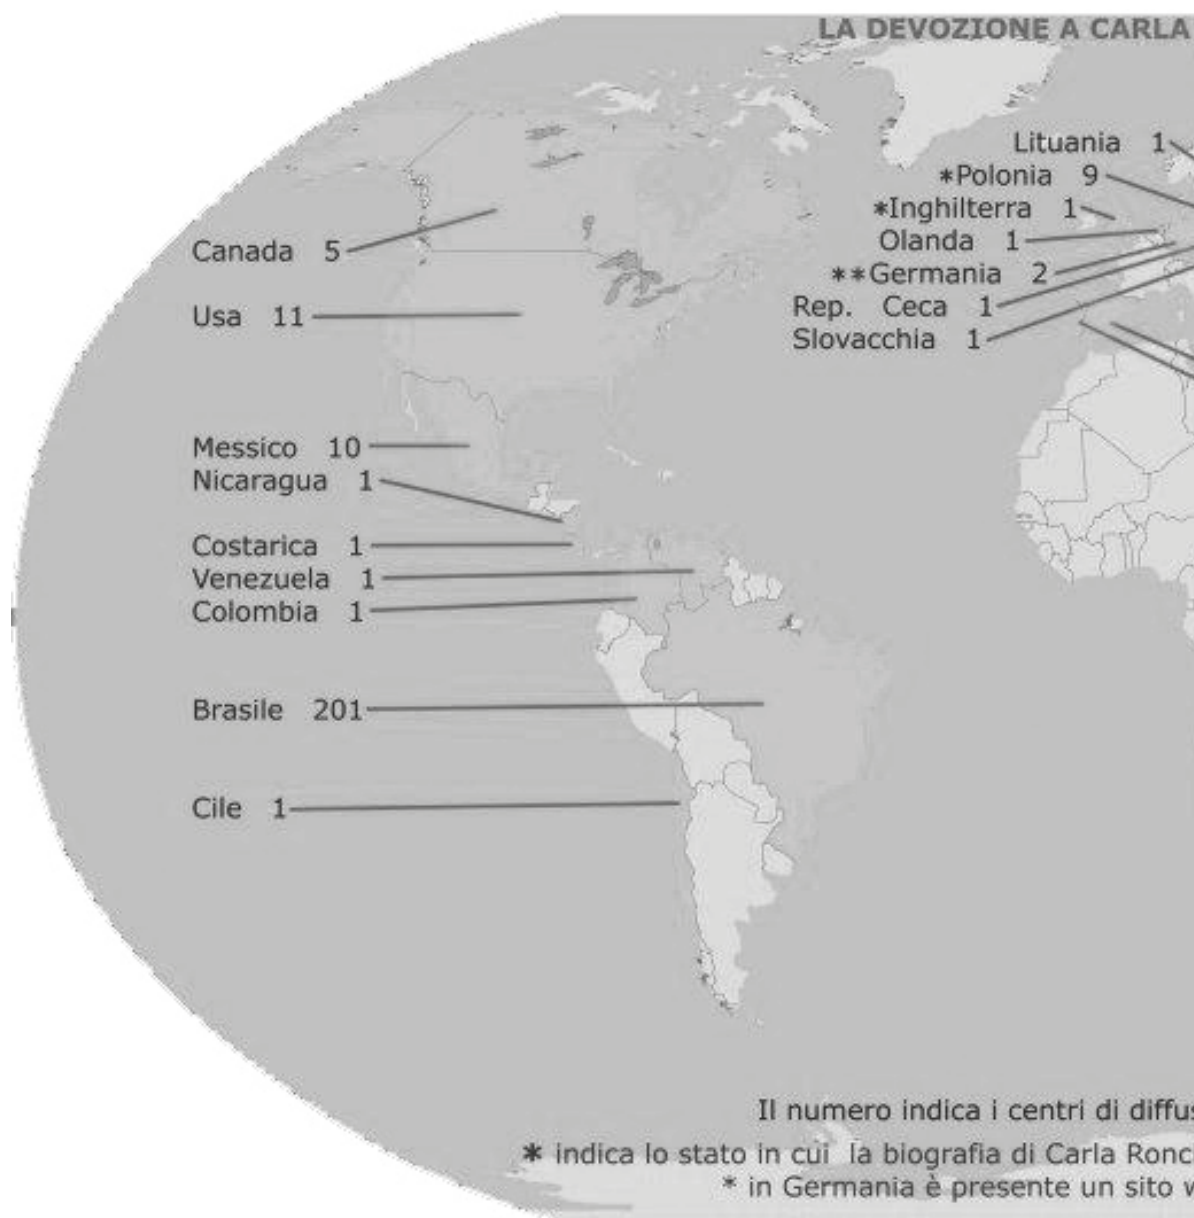 LA DEVOZIONE A CARLA
Lituania 1
*Polonia 9
*Inghilterra 1
Olanda 1
**Germania 2
Rep. Ceca 1
Slovacchia 1
Canada 5
Usa 11
Messico 10
Nicaragua 1
Costarica 1
Venezuela 1
Colombia 1
Brasile 201
Cile 1
Il numero indica i centri di diffus
* indica lo stato in cui la biografia di Carla Ronc
* in Germania è presente un sito w